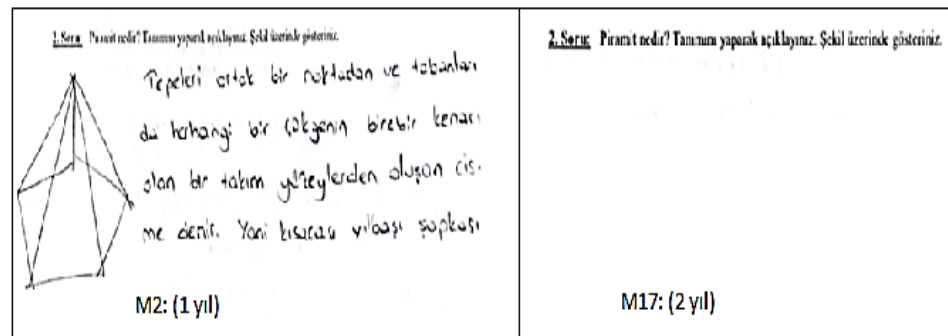 2. Soru: Piramit nedir? Tanımını yaparak açıklayınız. Şekil üzerinde gösteriniz.
Tepeleri ortak bir noktadan ve tabanları
da herhangi bir çokgenin birebir kenarı
olan bir takım yüzeylerden oluşan cis-
me denir. Yani kısacası yılbaşı şapkası
M2: (1 yıl)
2. Soru: Piramit nedir? Tanımını yaparak açıklayınız. Şekil üzerinde gösteriniz.
M17: (2 yıl)